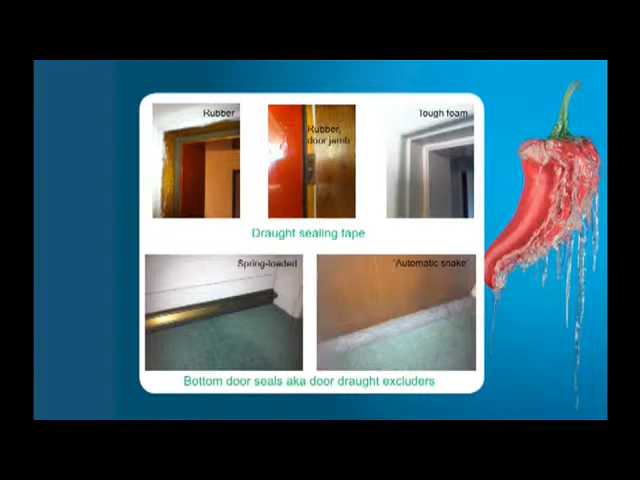 Rubber
Rubber,
door jamb
Tough foam
Draught sealing tape
Spring-loaded
"Automatic snake"
Bottom door seals aka door draught excluders